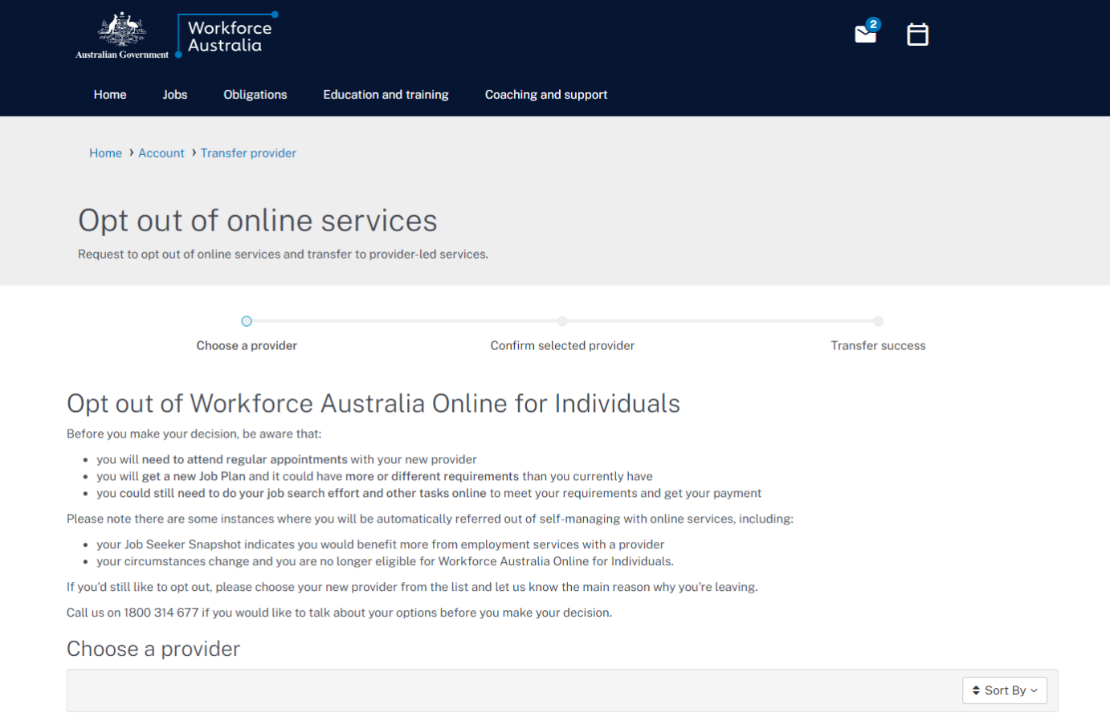 Australian Government
Workforce
Australia
2
Home Jobs Obligations Education and training Coaching and support
Home › Account › Transfer provider
Opt out of online services
Request to opt out of online services and transfer to provider-led services.
Choose a provider Confirm selected provider Transfer success
Opt out of Workforce Australia Online for Individuals
Before you make your decision, be aware that:
• you will need to attend regular appointments with your new provider
• you will get a new Job Plan and it could have more or different requirements than you currently have
• you could still need to do your job search effort and other tasks online to meet your requirements and get your payment
Please note there are some instances where you will be automatically referred out of self-managing with online services, including:
• your Job Seeker Snapshot indicates you would benefit more from employment services with a provider
• your circumstances change and you are no longer eligible for Workforce Australia Online for Individuals.
If you'd still like to opt out, please choose your new provider from the list and let us know the main reason why you're leaving.
Call us on 1800 314 677 if you would like to talk about your options before you make your decision.
Choose a provider
Sort By